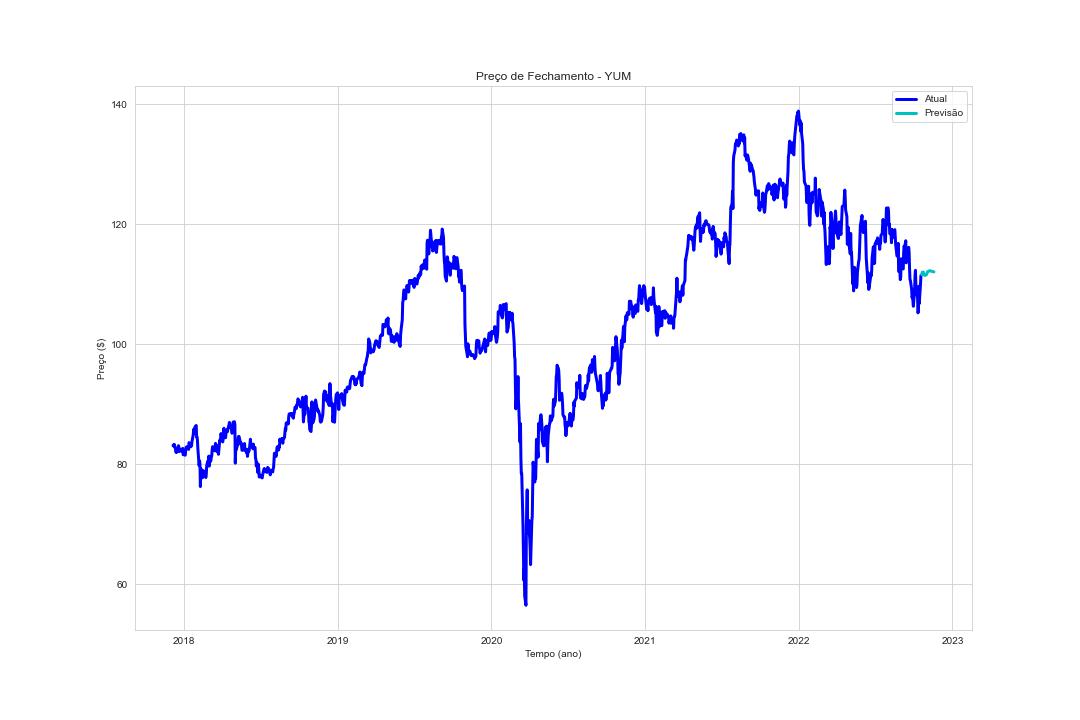 Preço de Fechamento - YUM
Atual
Previsão
140
120
100
80
60
Preço ($)
2018
2019
2020
2021
2022
2023
Tempo (ano)